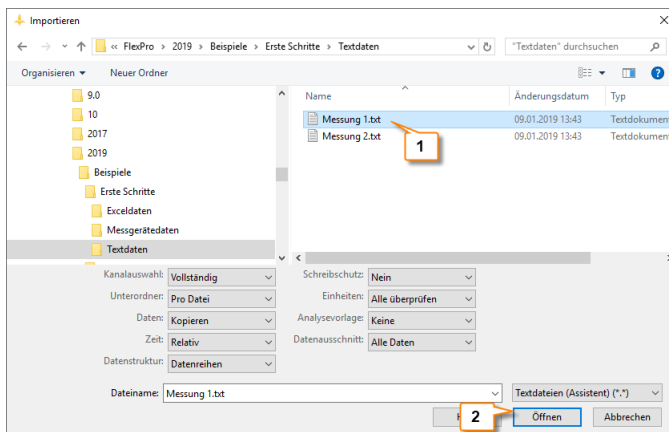 Importieren
« FlexPro > 2019 > Beispiele > Erste Schritte > Textdaten
"Textdaten" durchsuchen
Organisieren
Neuer Ordner
9.0
10
2017
2019
Beispiele
Erste Schritte
Exceldaten
Messgerätedaten
Textdaten
Name Änderungsdatum Typ
Messung 1.txt 09.01.2019 13:43 Textdokument
Messung 2.txt 09.01.2019 13:43 Textdokument
1
Kanalauswahl: Vollständig Schreibschutz: Nein
Unterordner: Pro Datei Einheiten: Alle überprüfen
Daten: Kopieren Analysevorlage: Keine
Zeit: Relativ Datenausschnitt: Alle Daten
Datenstruktur: Datenreihen
Dateiname: Messung 1.txt Textdateien (Assistent) (*.*)
2 Öffnen Abbrechen